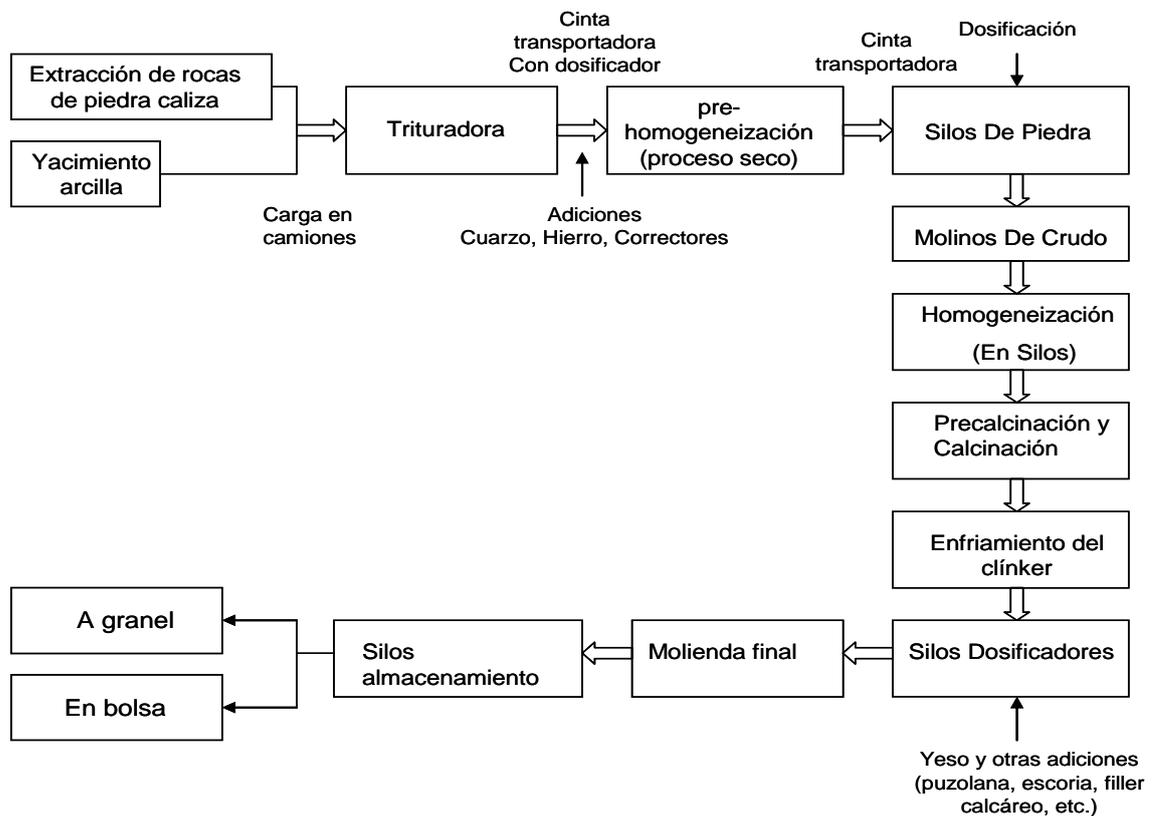 Cinta
transportadora
Con dosificador
Cinta
transportadora
Dosificación
Extracción de rocas
de piedra caliza
Yacimiento
arcilla
Trituradora
pre-
homogeneización
(proceso seco)
Silos De Piedra
Carga en
camiones
Adiciones
Cuarzo, Hierro, Correctores
Molinos De Crudo
Homogeneización
(En Silos)
Precalcinación y
Calcinación
Enfriamiento del
clínker
Silos Dosificadores
Molienda final
Silos
almacenamiento
A granel
En bolsa
Yeso y otras adiciones
(puzolana, escoria, filler
calcáreo, etc.)